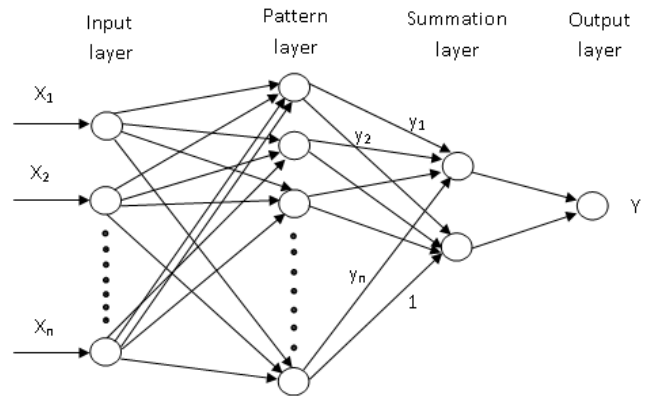 Input
layer
Pattern
layer
Summation
layer
Output
layer
X₁
X₂
Xₙ
y₁
y₂
yₙ
1
Y